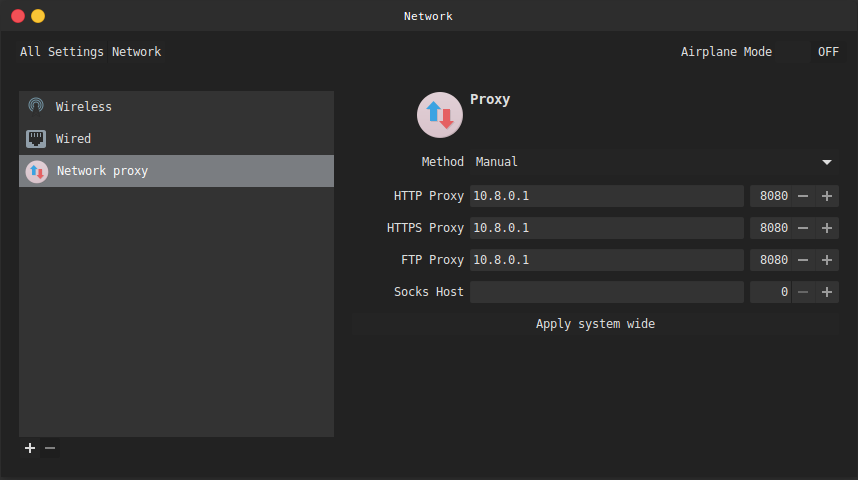 Network
All Settings Network Airplane Mode OFF
Wireless
Wired
Network proxy
Proxy
Method Manual
HTTP Proxy 10.8.0.1 8080
HTTPS Proxy 10.8.0.1 8080
FTP Proxy 10.8.0.1 8080
Socks Host 0
Apply system wide